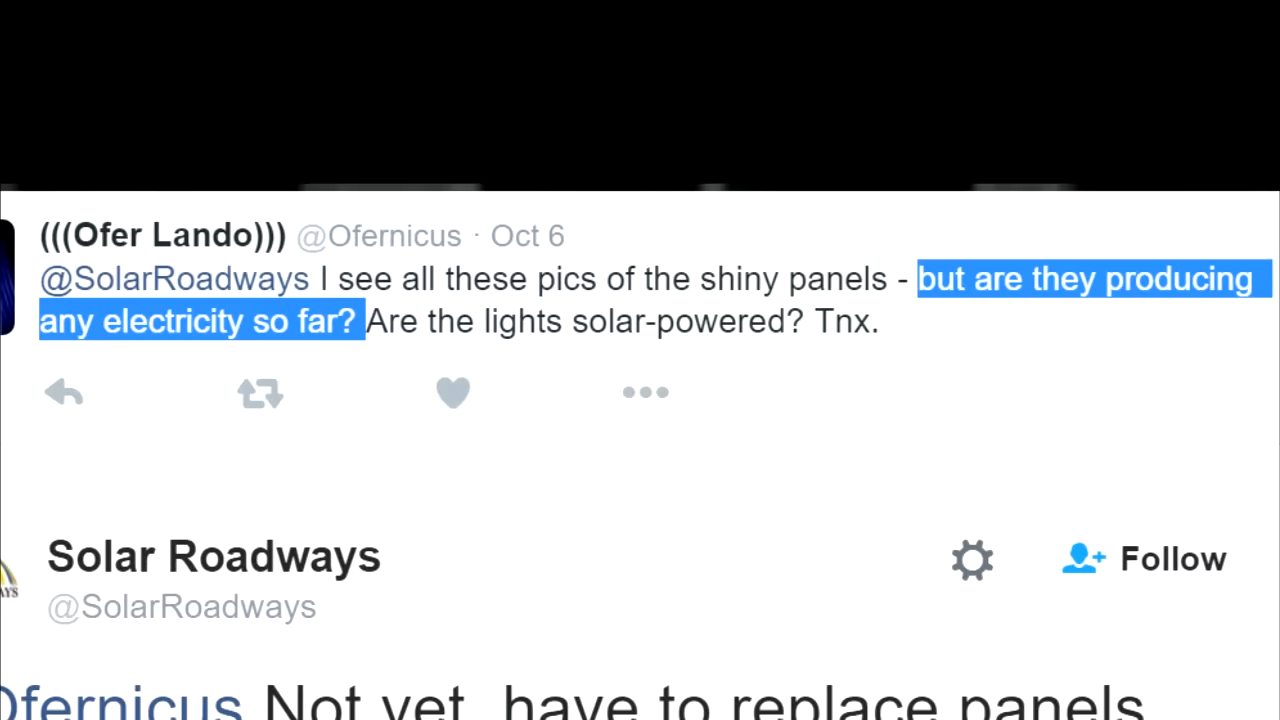 (((Ofer Lando))) @Ofernicus · Oct 6
@SolarRoadways I see all these pics of the shiny panels - but are they producing
any electricity so far? Are the lights solar-powered? Tnx.
Solar Roadways
Follow
@SolarRoadways
Ofernicus Not yet, have to replace panels